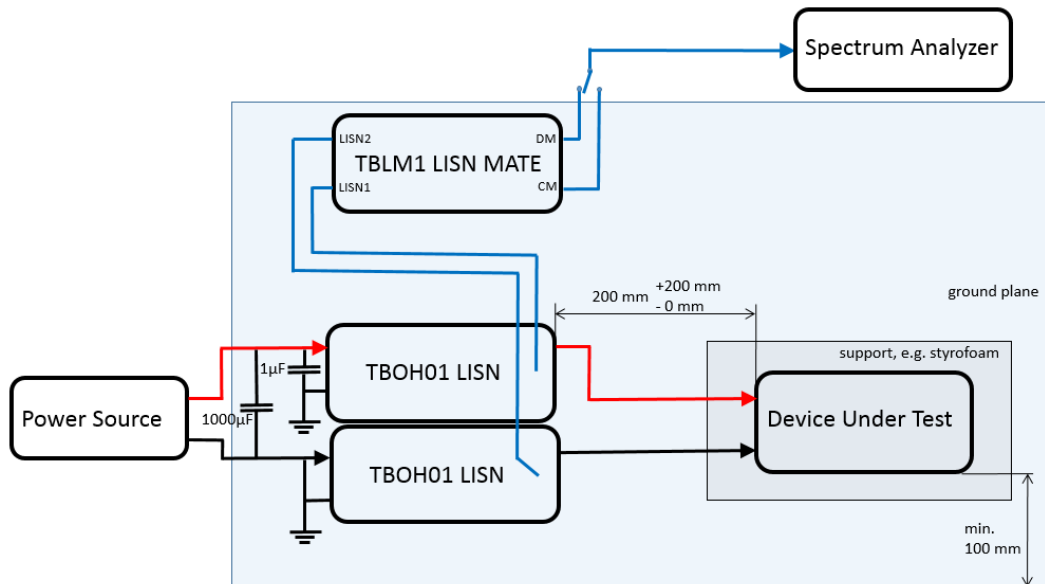 Spectrum Analyzer
LISN2
DM
TBLM1 LISN MATE
LISN1
CM
200 mm
+200 mm
- 0 mm
ground plane
support, e.g. styrofoam
1µF
TBOH01 LISN
Power Source
1000µF
Device Under Test
TBOH01 LISN
min.
100 mm